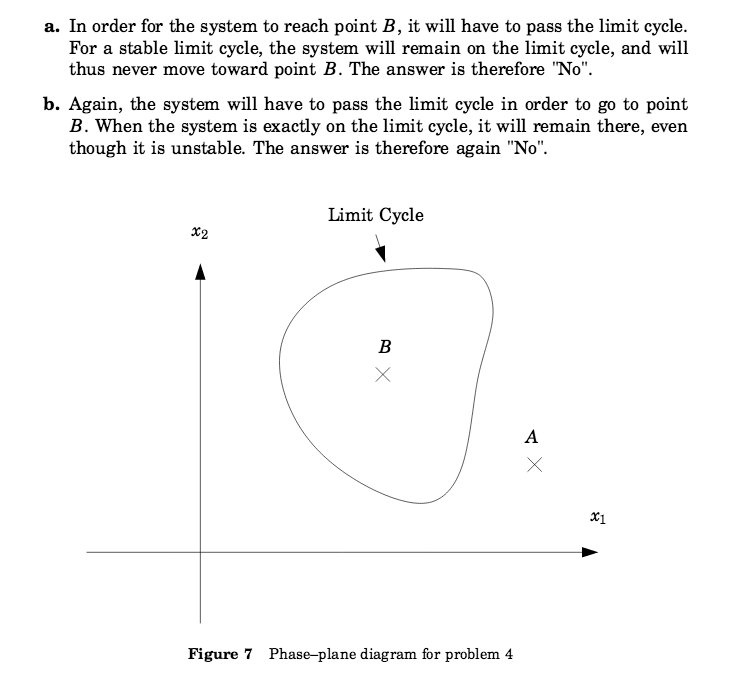 a. In order for the system to reach point B, it will have to pass the limit cycle.
For a stable limit cycle, the system will remain on the limit cycle, and will
thus never move toward point B. The answer is therefore "No".
b. Again, the system will have to pass the limit cycle in order to go to point
B. When the system is exactly on the limit cycle, it will remain there, even
though it is unstable. The answer is therefore again "No".
Limit Cycle
x₂
B
A
x₁
Figure 7 Phase–plane diagram for problem 4